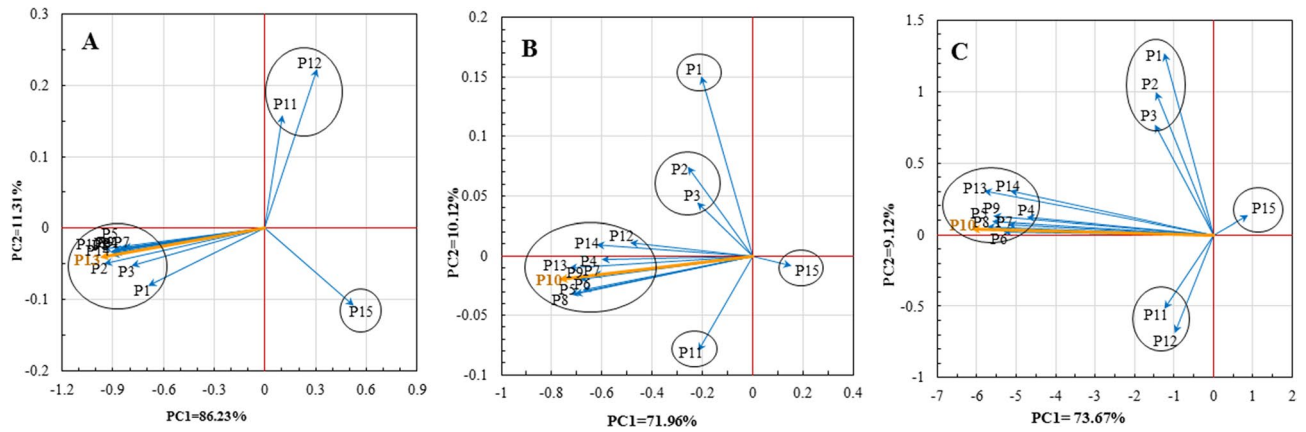 A
0.3
0.2
0.1
0
-0.1
-0.2
-1.2 -0.9 -0.6 -0.3 0 0.3 0.6 0.9
PC2=11.31%
PC1=86.23%
P12
P11
P5
P7
P13
P2
P3
P1
P15
B
0.2
0.15
0.1
0.05
0
-0.05
-0.1
-1 -0.8 -0.6 -0.4 -0.2 0 0.2 0.4
PC2=10.12%
PC1=71.96%
P1
P2
P3
P12
P14
P4
P13
P9 P7
P10
P6
P5
P8
P15
P11
C
1.5
1
0.5
0
-0.5
-1
-7 -6 -5 -4 -3 -2 -1 0 1 2
PC2=9.12%
PC1= 73.67%
P1
P2
P3
P13 P14
P9
P4
P5
P8 P7
P10
P6
P15
P11
P12